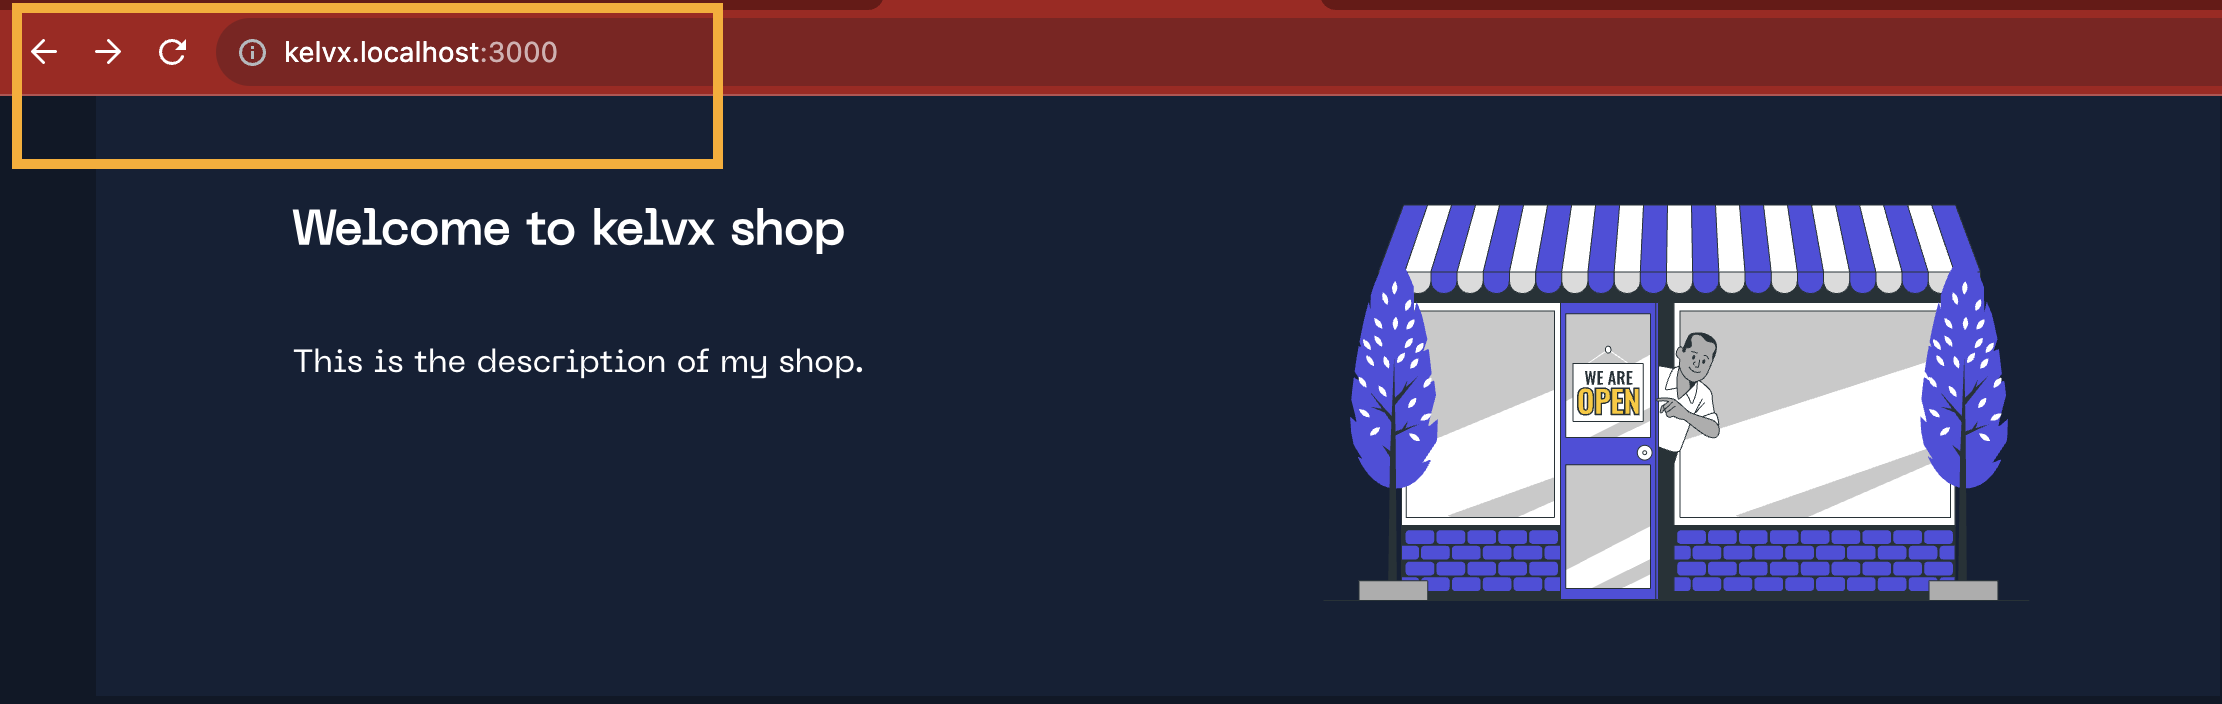 kelvx.localhost:3000
Welcome to kelvx shop
This is the description of my shop.
WE ARE
OPEN